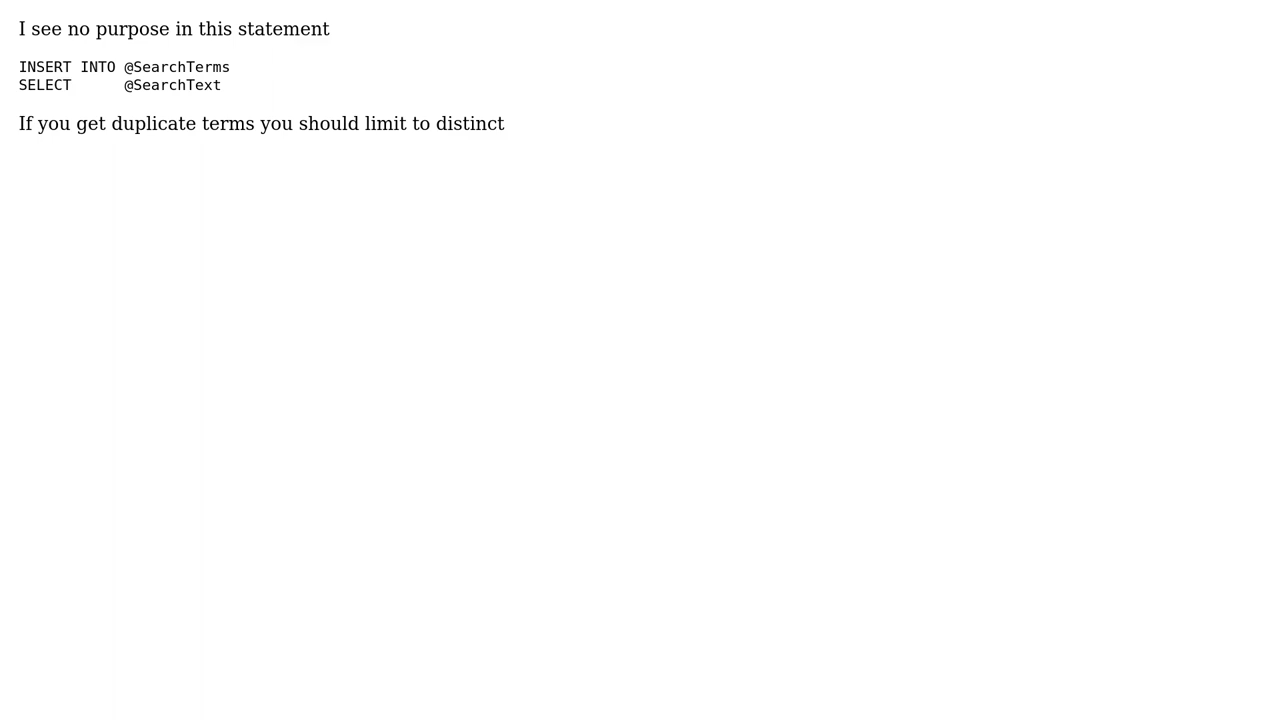 I see no purpose in this statement
INSERT INTO @SearchTerms
SELECT      @SearchText
If you get duplicate terms you should limit to distinct